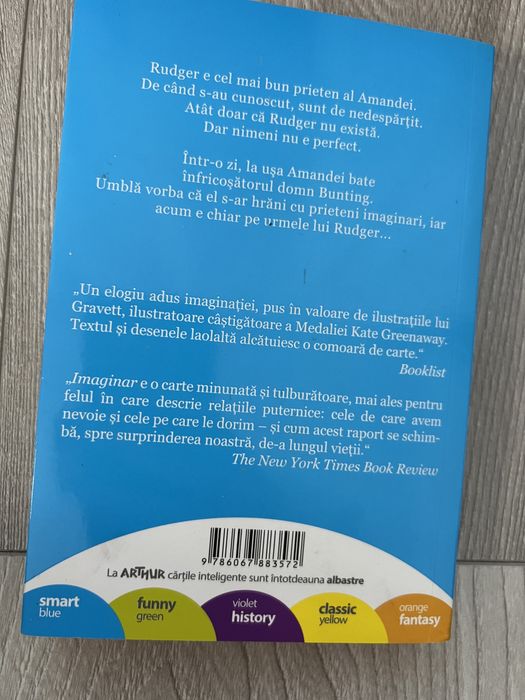 Rudger e cel mai bun prieten al Amandei.
De când s-au cunoscut, sunt de nedespărțit.
Atât doar că Rudger nu există.
Dar nimeni nu e perfect.
Într-o zi, la ușa Amandei bate
înfricoșătorul domn Bunting.
Umblă vorba că el s-ar hrăni cu prieteni imaginari, iar
acum e chiar pe urmele lui Rudger...
„Un elogiu adus imaginației, pus în valoare de ilustrațiile lui
Gravett, ilustratoare câștigătoare a Medaliei Kate Greenaway.
Textul și desenele laolaltă alcătuiesc o comoară de carte.“
Booklist
„Imaginar e o carte minunată și tulburătoare, mai ales pentru
felul în care descrie relațiile puternice: cele de care avem
nevoie și cele pe care le dorim – și cum acest raport se schim-
bă, spre surprinderea noastră, de-a lungul vieții.“
The New York Times Book Review
9 786067 883572
La ARTHUR cărțile inteligente sunt întotdeauna albastre
smart
blue
funny
green
violet
history
classic
yellow
orange
fantasy